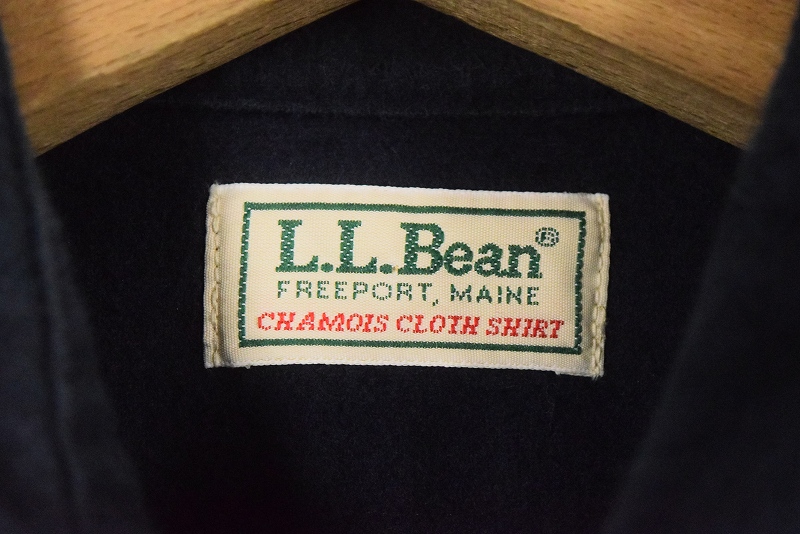 L.L.Bean®
FREEPORT, MAINE
CHAMOIS CLOTH SHIRT